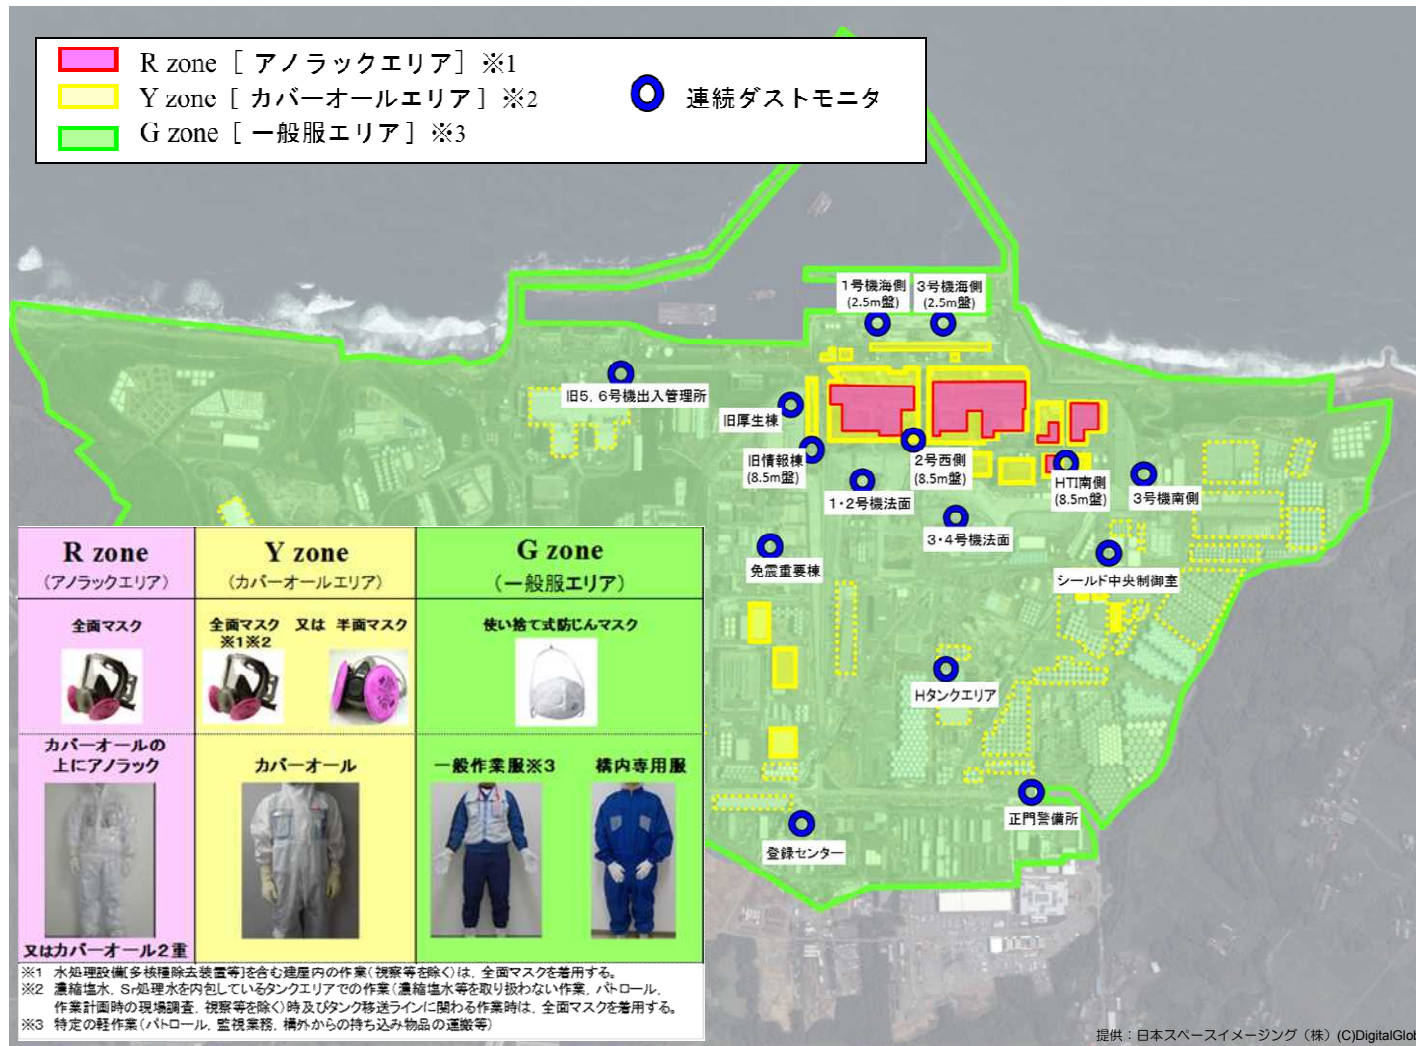 R zone［アノラックエリア］※1
Y zone［カバーオールエリア］※2
G zone［一般服エリア］※3
連続ダストモニタ
1号機海側
(2.5m盤)
3号機海側
(2.5m盤)
旧5.6号機出入管理所
旧厚生棟
旧情報棟
(8.5m盤)
2号西側
(8.5m盤)
1・2号機法面
HTI南側
(8.5m盤)
3号機南側
3・4号機法面
免震重要棟
シールド中央制御室
Hタンクエリア
正門警備所
登録センター
R zone
（アノラックエリア）
Y zone
（カバーオールエリア）
G zone
（一般服エリア）
全面マスク
全面マスク 又は 半面マスク
※1※2
使い捨て式防じんマスク
カバーオールの
上にアノラック
又はカバーオール2重
カバーオール
一般作業服※3
構内専用服
※1 水処理設備[多核種除去装置等]を含む建屋内の作業（視察等を除く）は、全面マスクを着用する。
※2 濃縮塩水、Sr処理水を内包しているタンクエリアでの作業（濃縮塩水等を取り扱わない作業、パトロール、
作業計画時の現場調査、視察等を除く）時及びタンク移送ラインに関わる作業時は、全面マスクを着用する。
※3 特定の軽作業（パトロール、監視業務、構外からの持ち込み物品の運搬等）
提供：日本スペースイメージング（株）(C)DigitalGlob